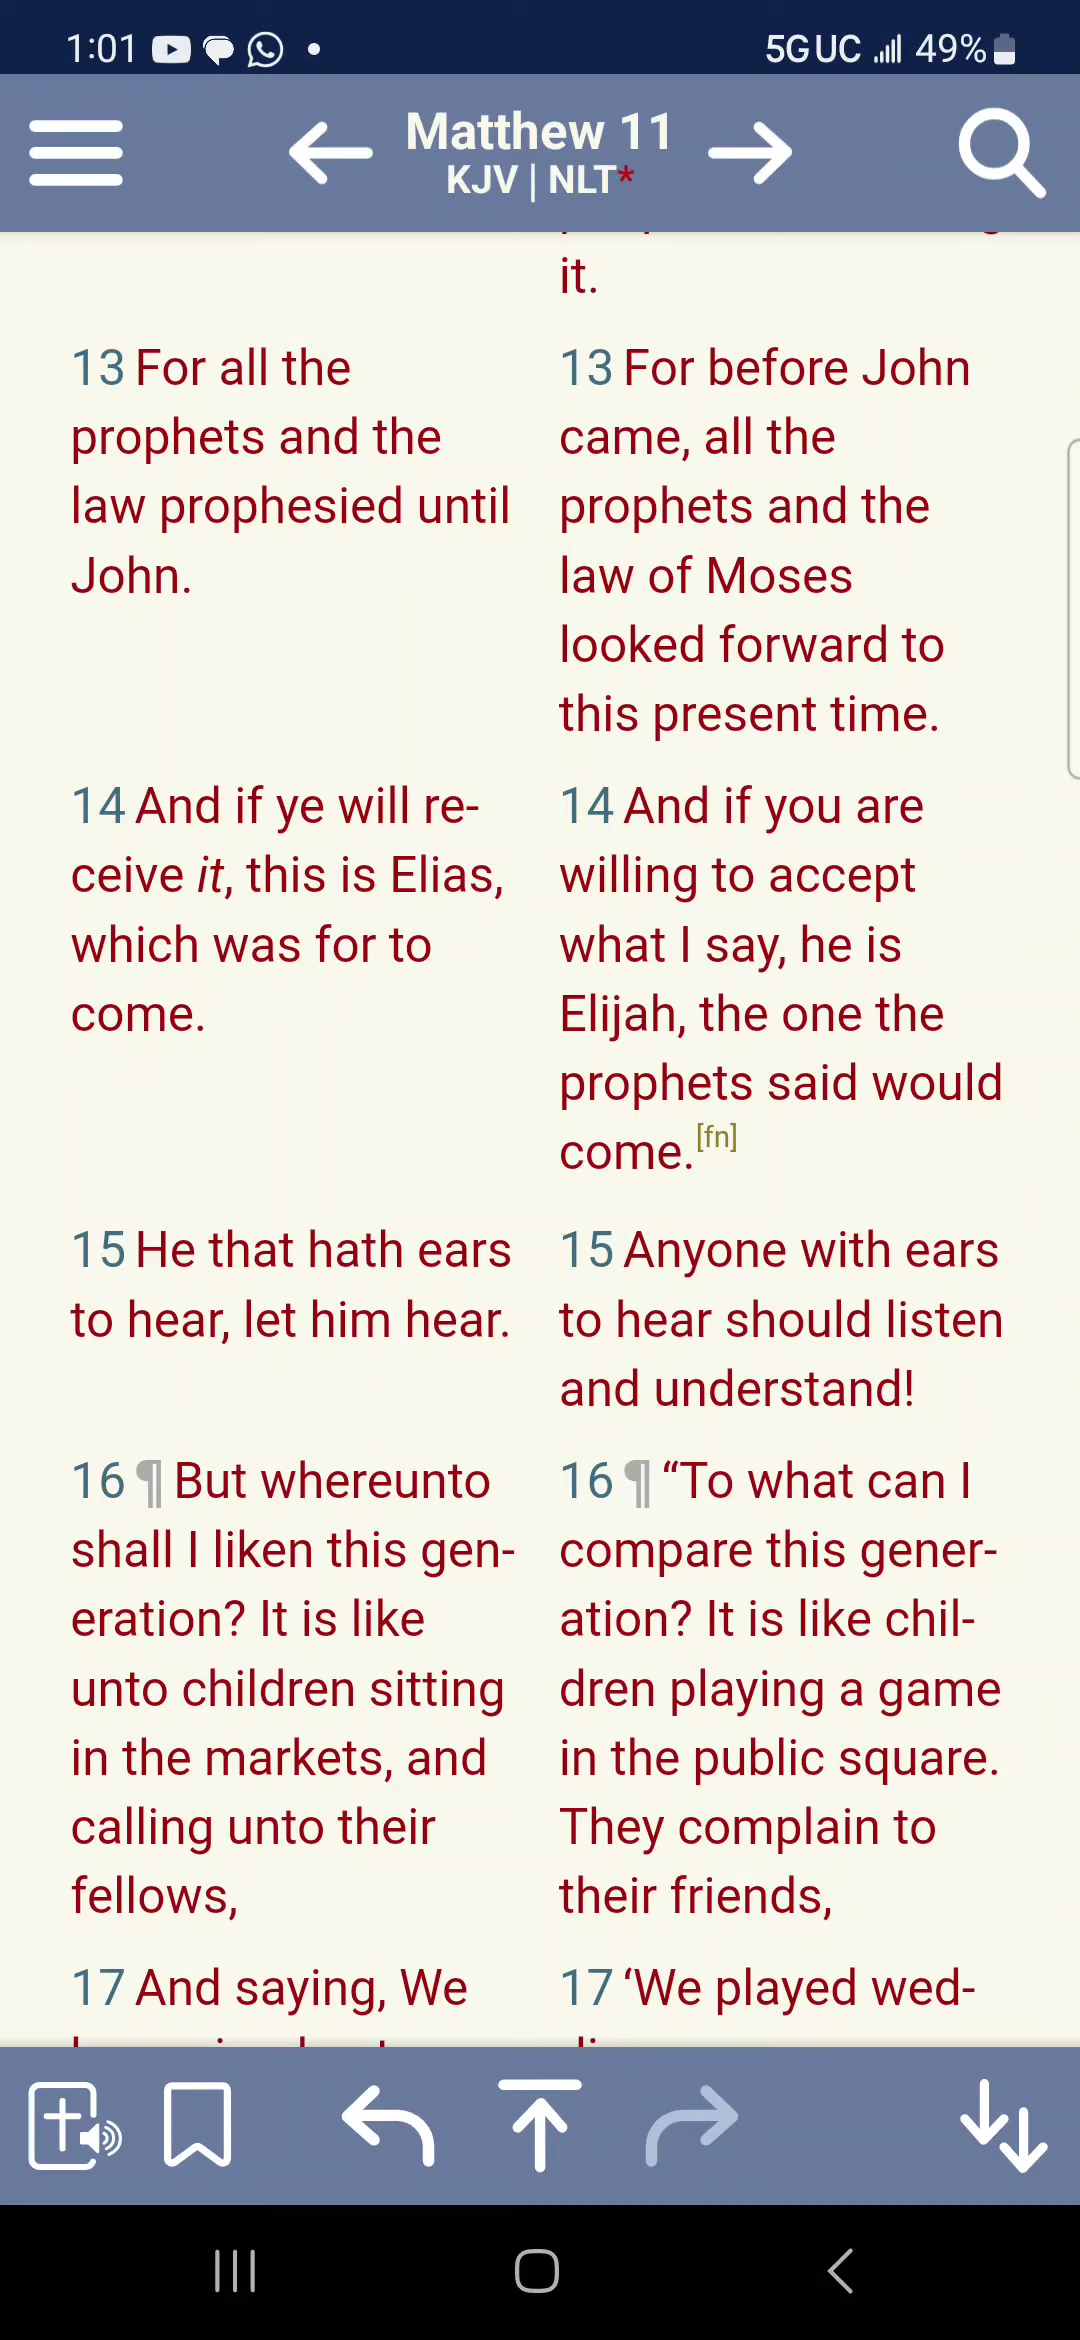 1:01
5G UC 49%
Matthew 11
KJV | NLT*
it.
13 For all the
prophets and the
law prophesied until
John.
13 For before John
came, all the
prophets and the
law of Moses
looked forward to
this present time.
14 And if ye will re-
ceive it, this is Elias,
which was for to
come.
14 And if you are
willing to accept
what I say, he is
Elijah, the one the
prophets said would
come.[fn]
15 He that hath ears
to hear, let him hear.
15 Anyone with ears
to hear should listen
and understand!
16 ¶ But whereunto
shall I liken this gen-
eration? It is like
unto children sitting
in the markets, and
calling unto their
fellows,
16 ¶ “To what can I
compare this gener-
ation? It is like chil-
dren playing a game
in the public square.
They complain to
their friends,
17 And saying, We
17 ‘We played wed-